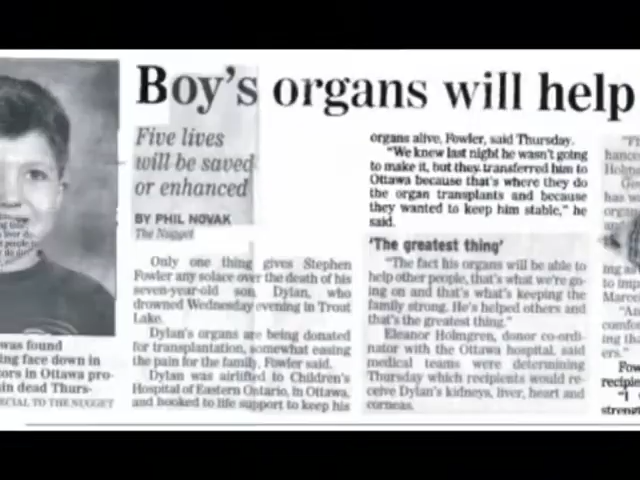 Boy's organs will help
Five lives
will be saved
or enhanced
BY PHIL NOVAK
The Nugget
Only one thing gives Stephen
Fowler any solace over the death of his
seven-year-old son, Dylan, who
drowned Wednesday evening in Trout
Lake.
Dylan's organs are being donated
for transplantation, somewhat easing
the pain for the family, Fowler said.
Dylan was airlifted to Children's
Hospital of Eastern Ontario, in Ottawa,
and hooked to life support to keep his
organs alive, Fowler, said Thursday.
"We knew last night he wasn't going
to make it, but they transferred him to
Ottawa because that's where they do
the organ transplants and because
they wanted to keep him stable," he
said.
'The greatest thing'
"The fact his organs will be able to
help other people, that's what we're go-
ing on and that's what's keeping the
family strong. He's helped others and
that's the greatest thing."
Eleanor Holmgren, donor co-ordi-
nator with the Ottawa hospital, said
medical teams were determining
Thursday which recipients would re-
ceive Dylan's kidneys, liver, heart and
corneas.
was found
ing face down in
tors in Ottawa pro-
in dead Thurs-
CIAL TO THE NUGGET